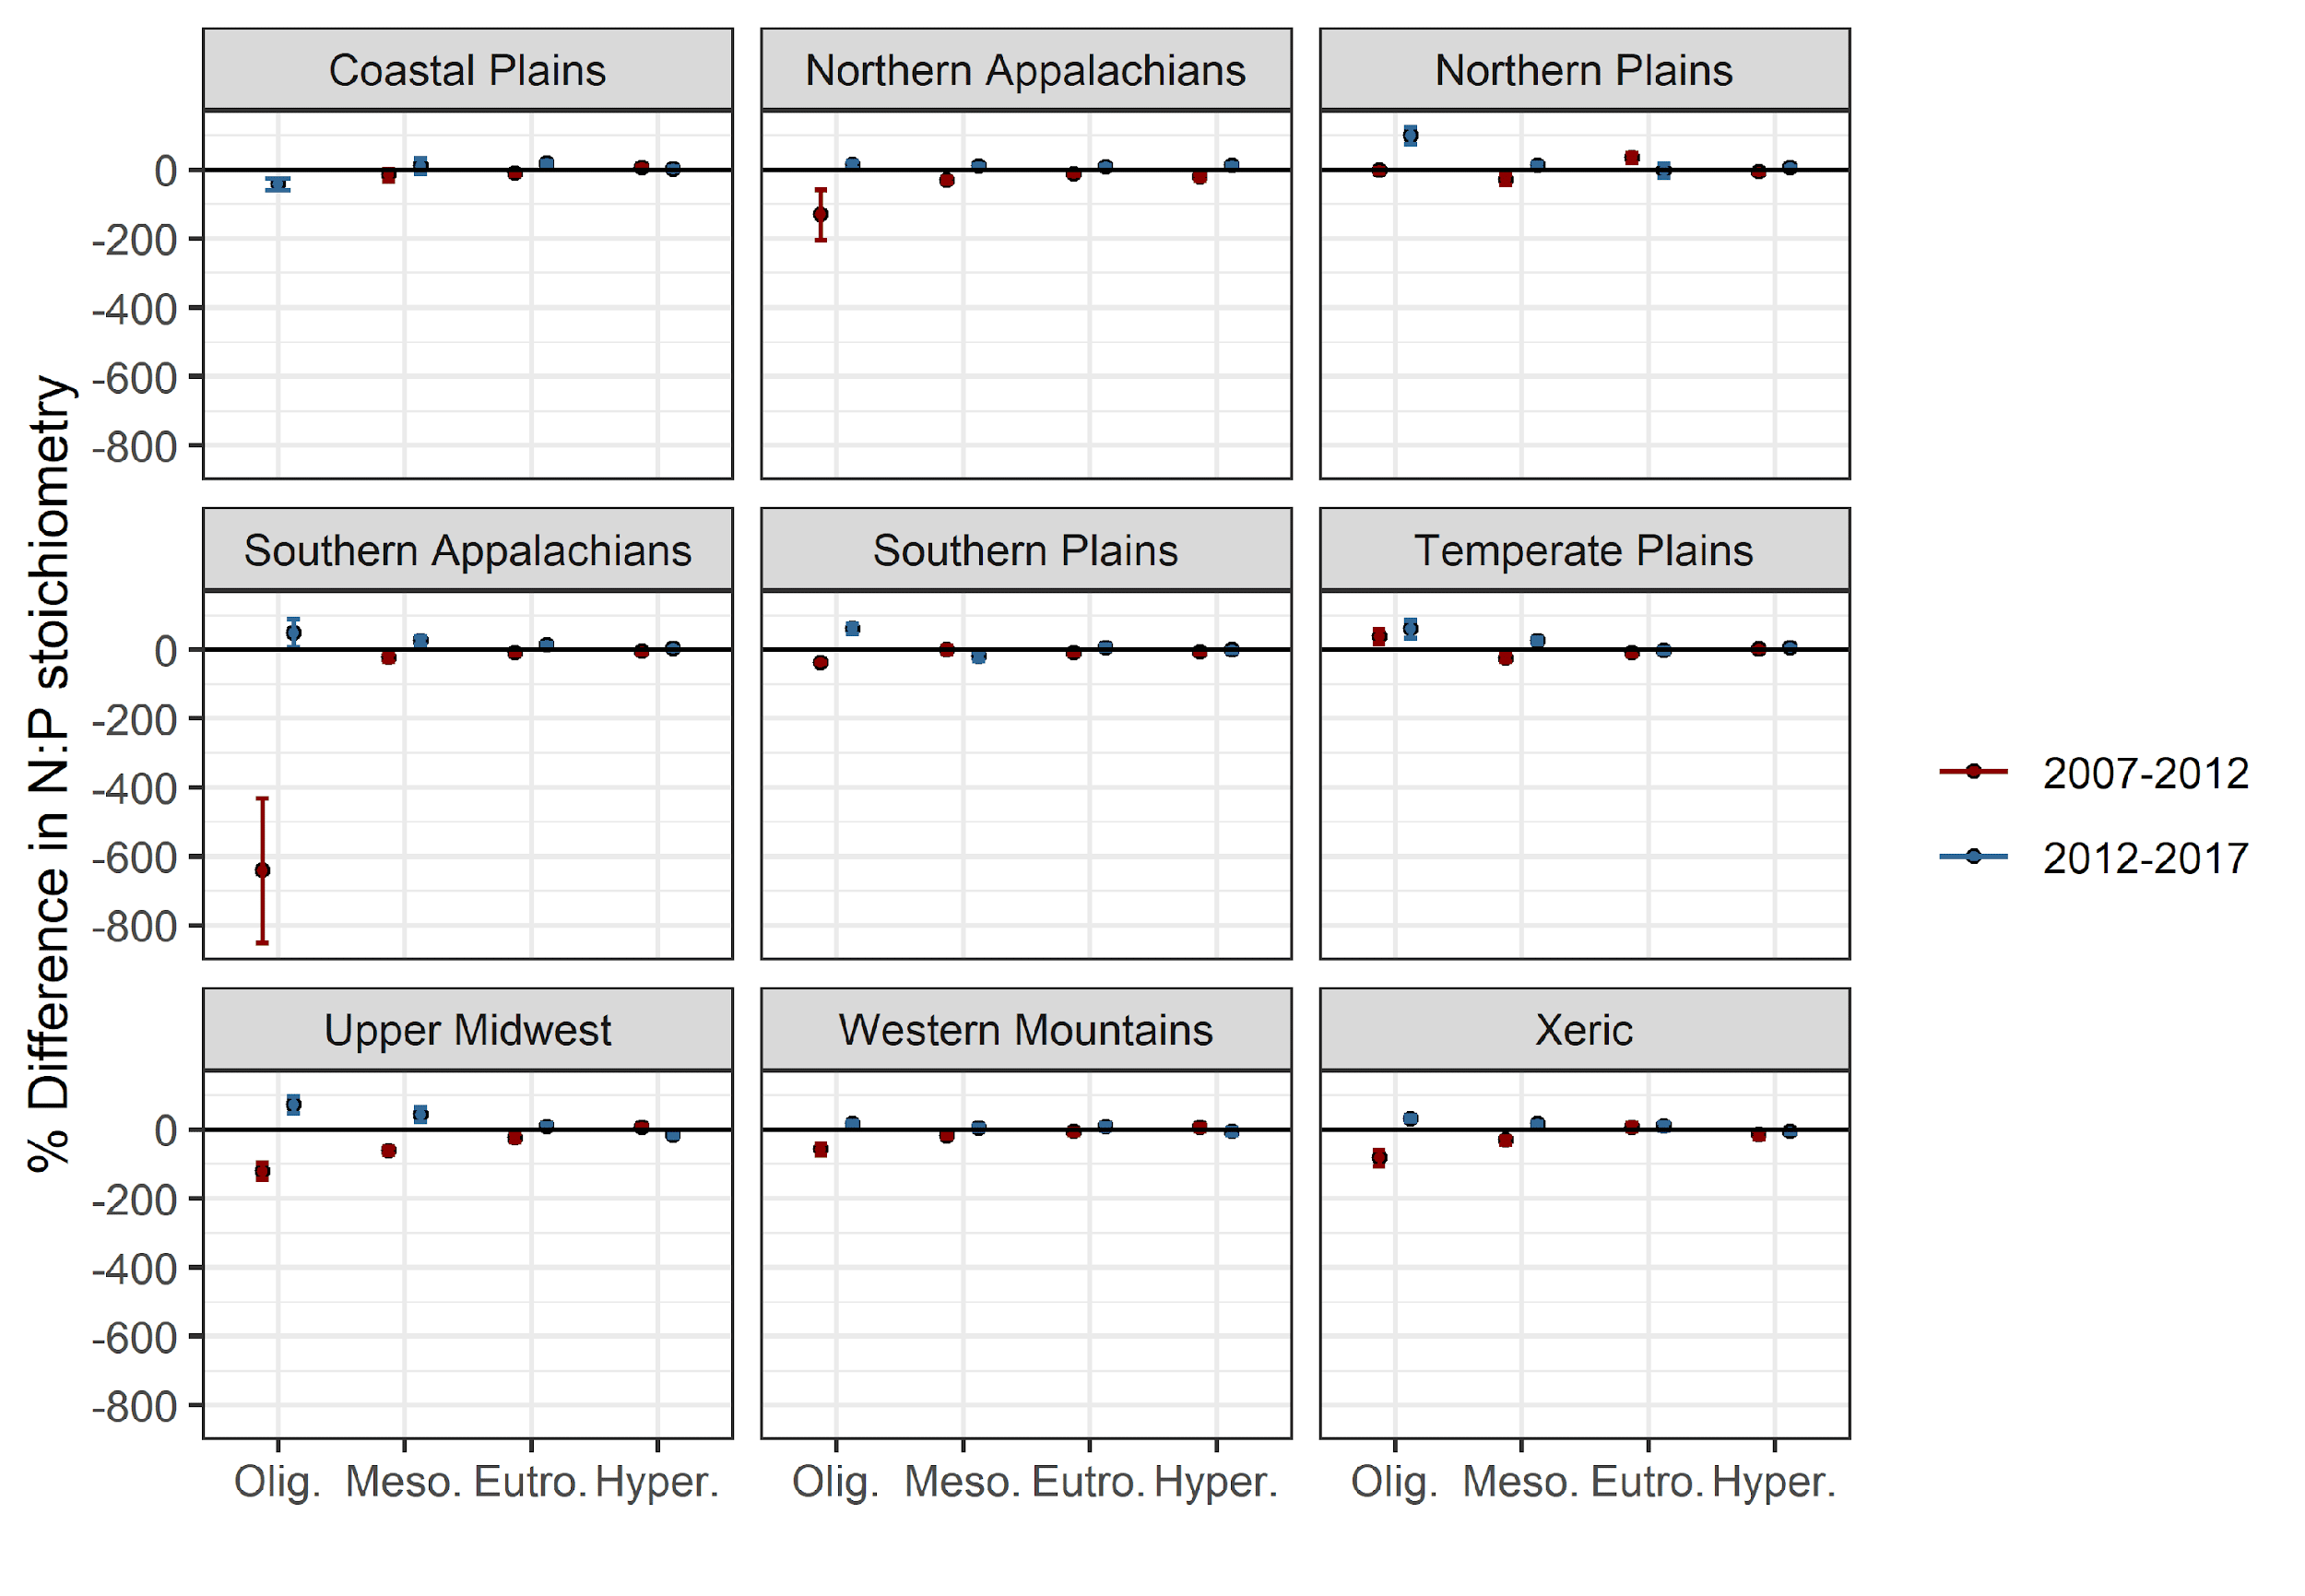 Coastal Plains
Northern Appalachians
Northern Plains
0
-200
-400
-600
-800
Southern Appalachians
Southern Plains
Temperate Plains
0
-200
-400
-600
-800
Upper Midwest
Western Mountains
Xeric
0
-200
-400
-600
-800
Olig. Meso. Eutro. Hyper.
Olig. Meso. Eutro. Hyper.
Olig. Meso. Eutro. Hyper.
% Difference in N:P stoichiometry
2007-2012
2012-2017